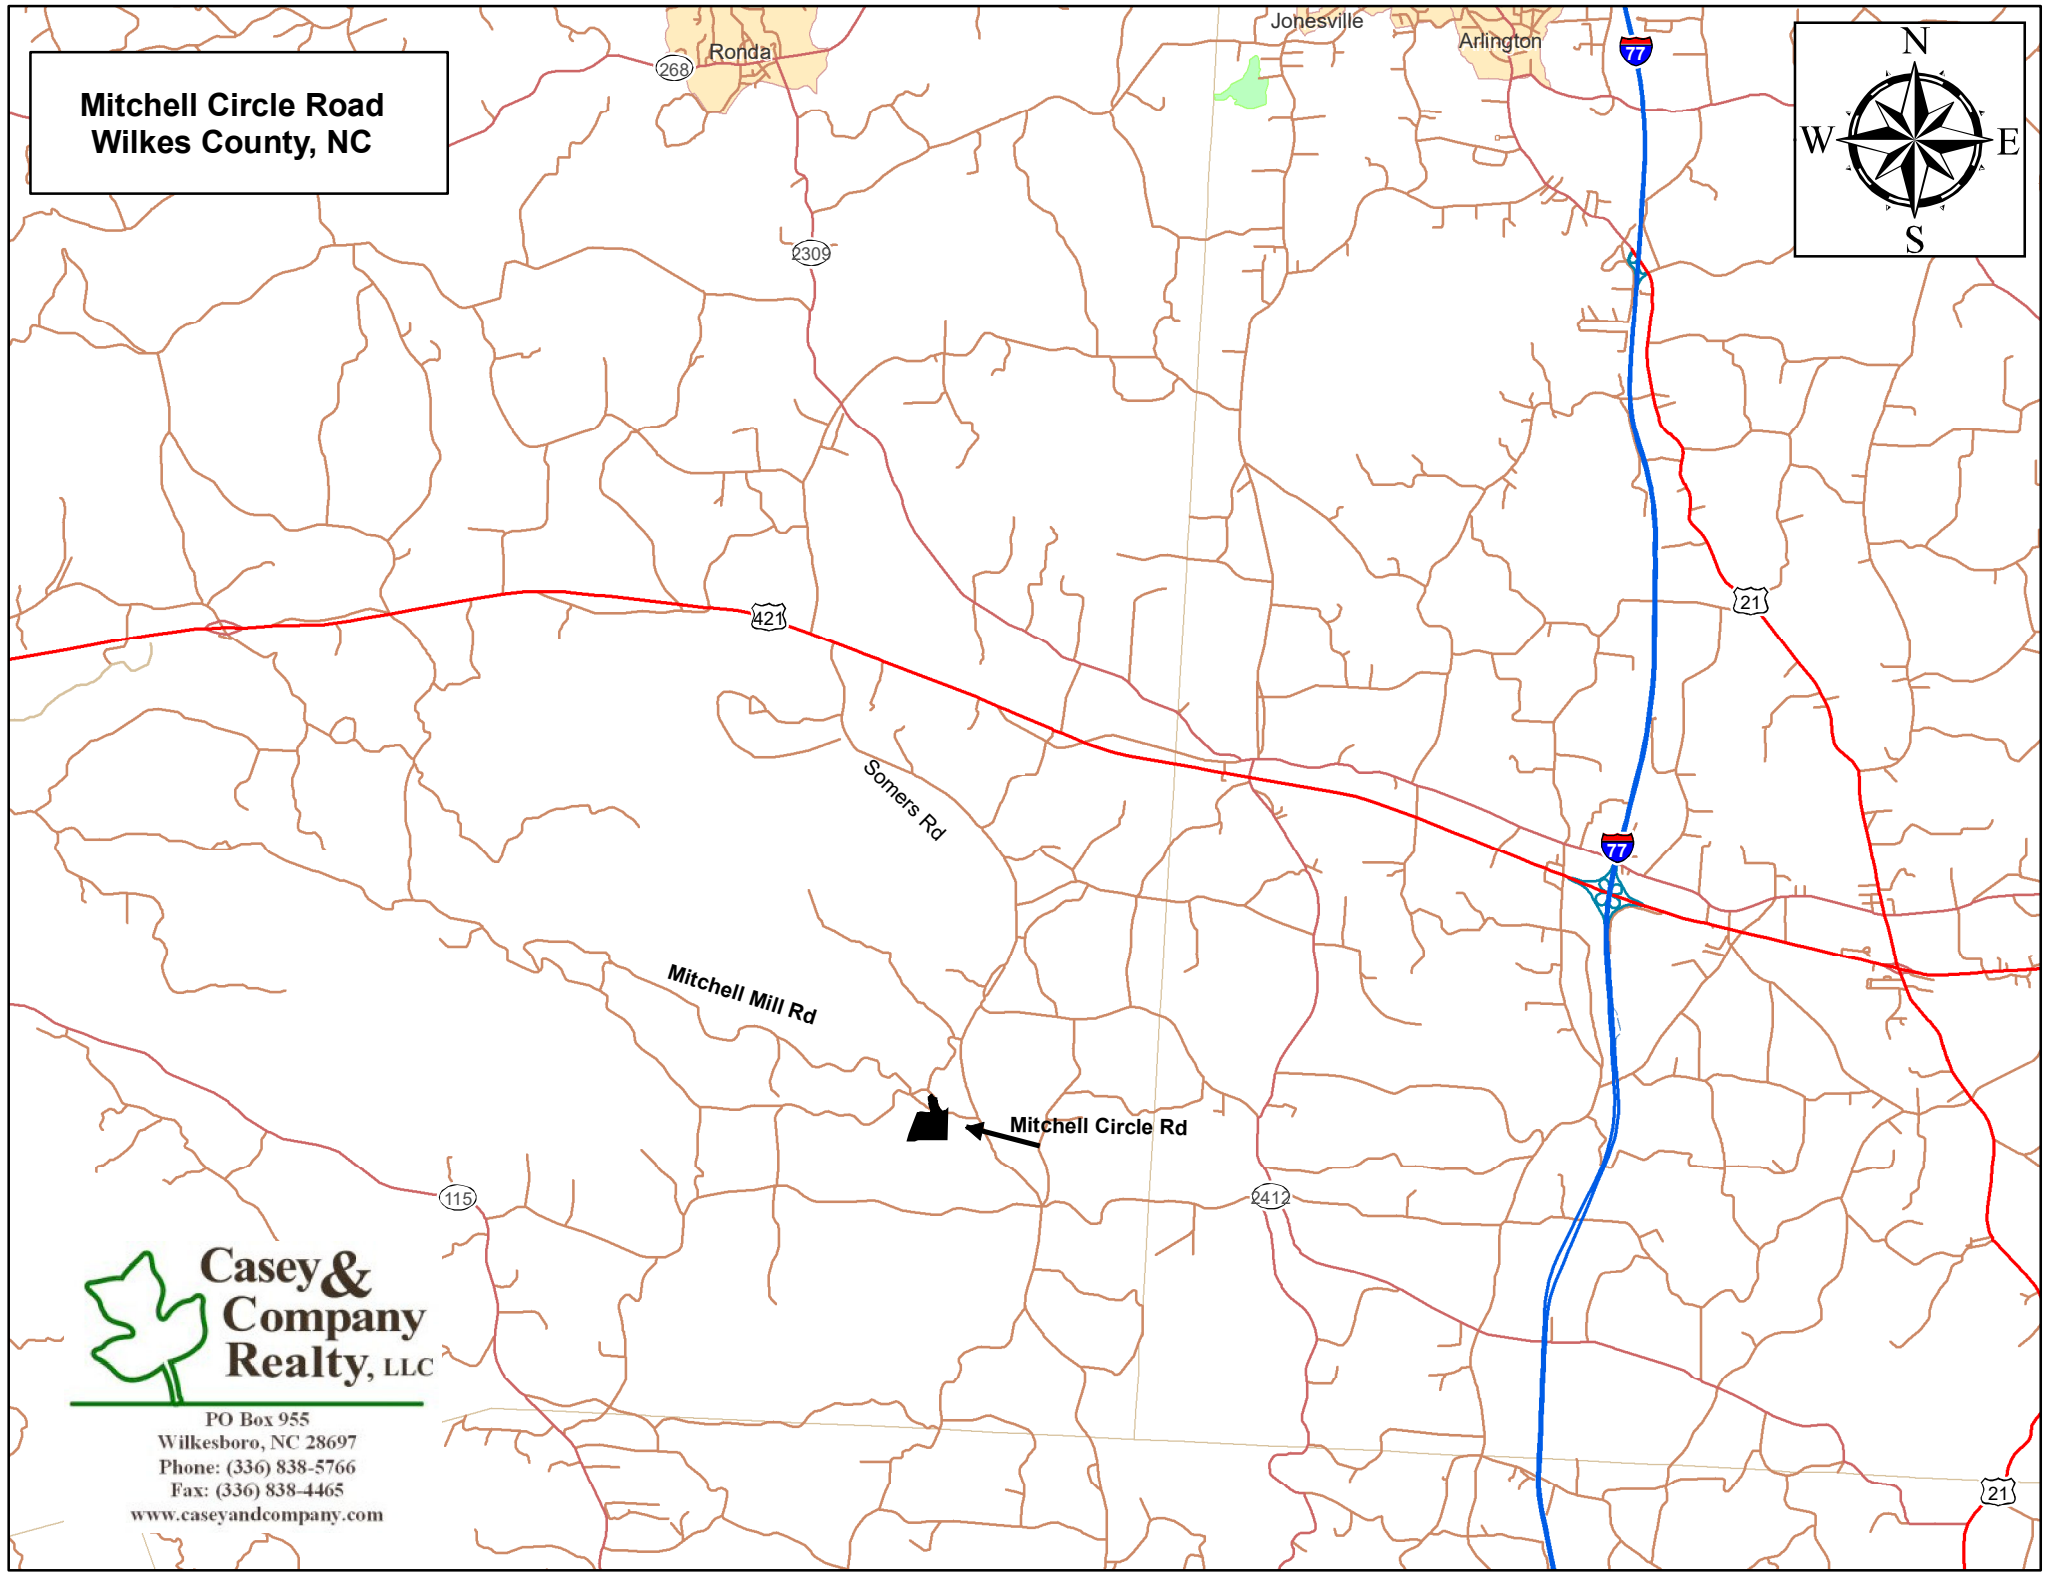 Mitchell Circle Road
Wilkes County, NC
Ronda
268
Jonesville
Arlington
77
N
W
E
S
2309
421
21
Somers Rd
77
Mitchell Mill Rd
Mitchell Circle Rd
115
2412
Casey &
Company
Realty, LLC
PO Box 955
Wilkesboro, NC 28697
Phone: (336) 838-5766
Fax: (336) 838-4465
www.caseyandcompany.com
21